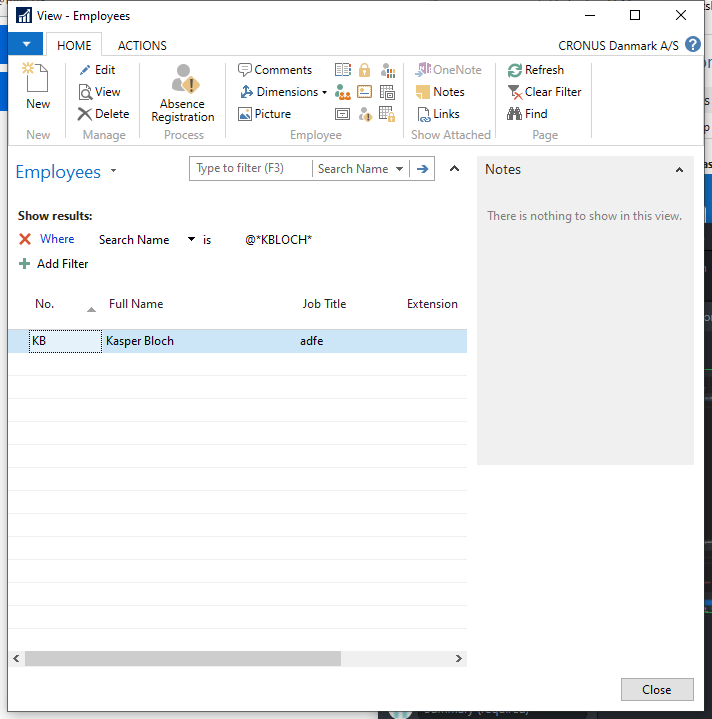 View - Employees
HOME ACTIONS CRONUS Danmark A/S
New
Edit
View
Delete
Absence
Registration
Comments
Dimensions
Picture
OneNote
Notes
Links
Refresh
Clear Filter
Find
New Manage Process Employee Show Attached Page
Employees
Type to filter (F3) Search Name
Notes
There is nothing to show in this view.
Show results:
Where Search Name is @*KBLOCH*
Add Filter
No. Full Name Job Title Extension
KB Kasper Bloch adfe
Close